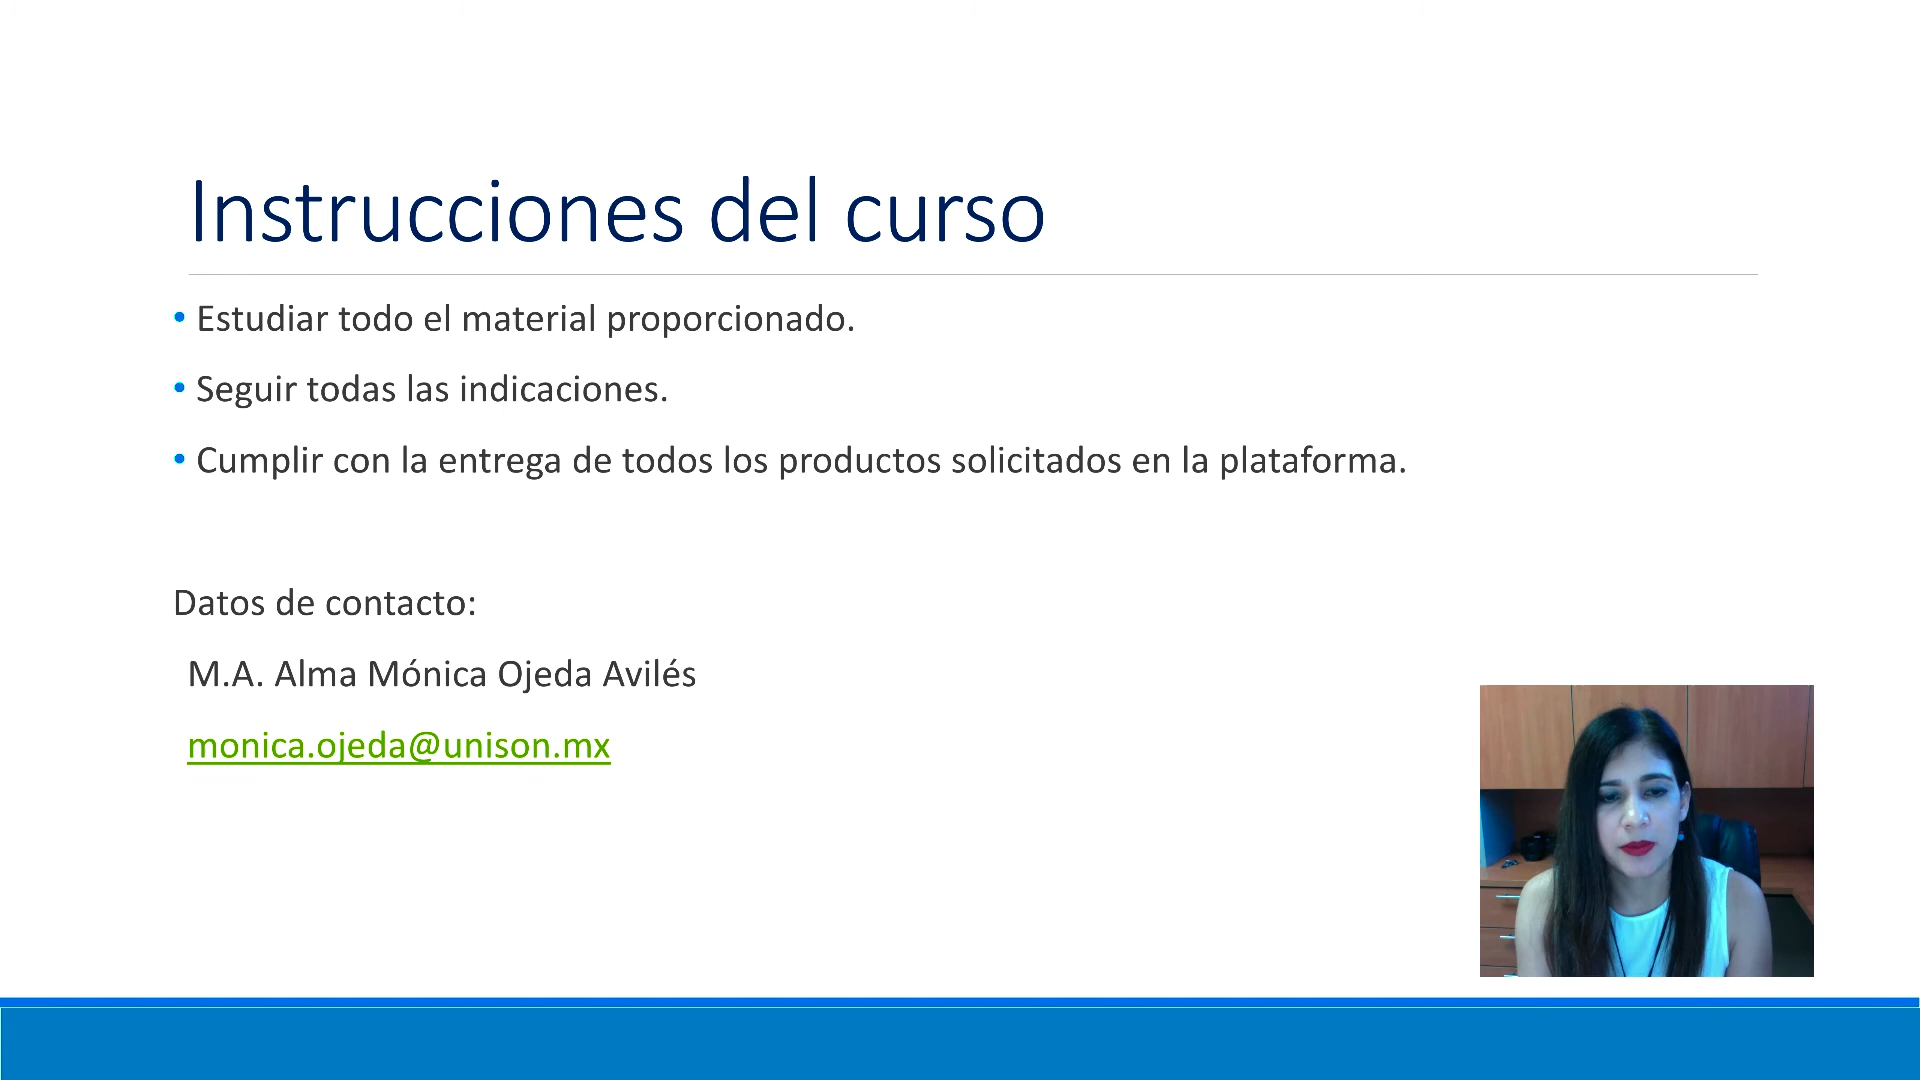 Instrucciones del curso
• Estudiar todo el material proporcionado.
• Seguir todas las indicaciones.
• Cumplir con la entrega de todos los productos solicitados en la plataforma.
Datos de contacto:
M.A. Alma Mónica Ojeda Avilés
monica.ojeda@unison.mx